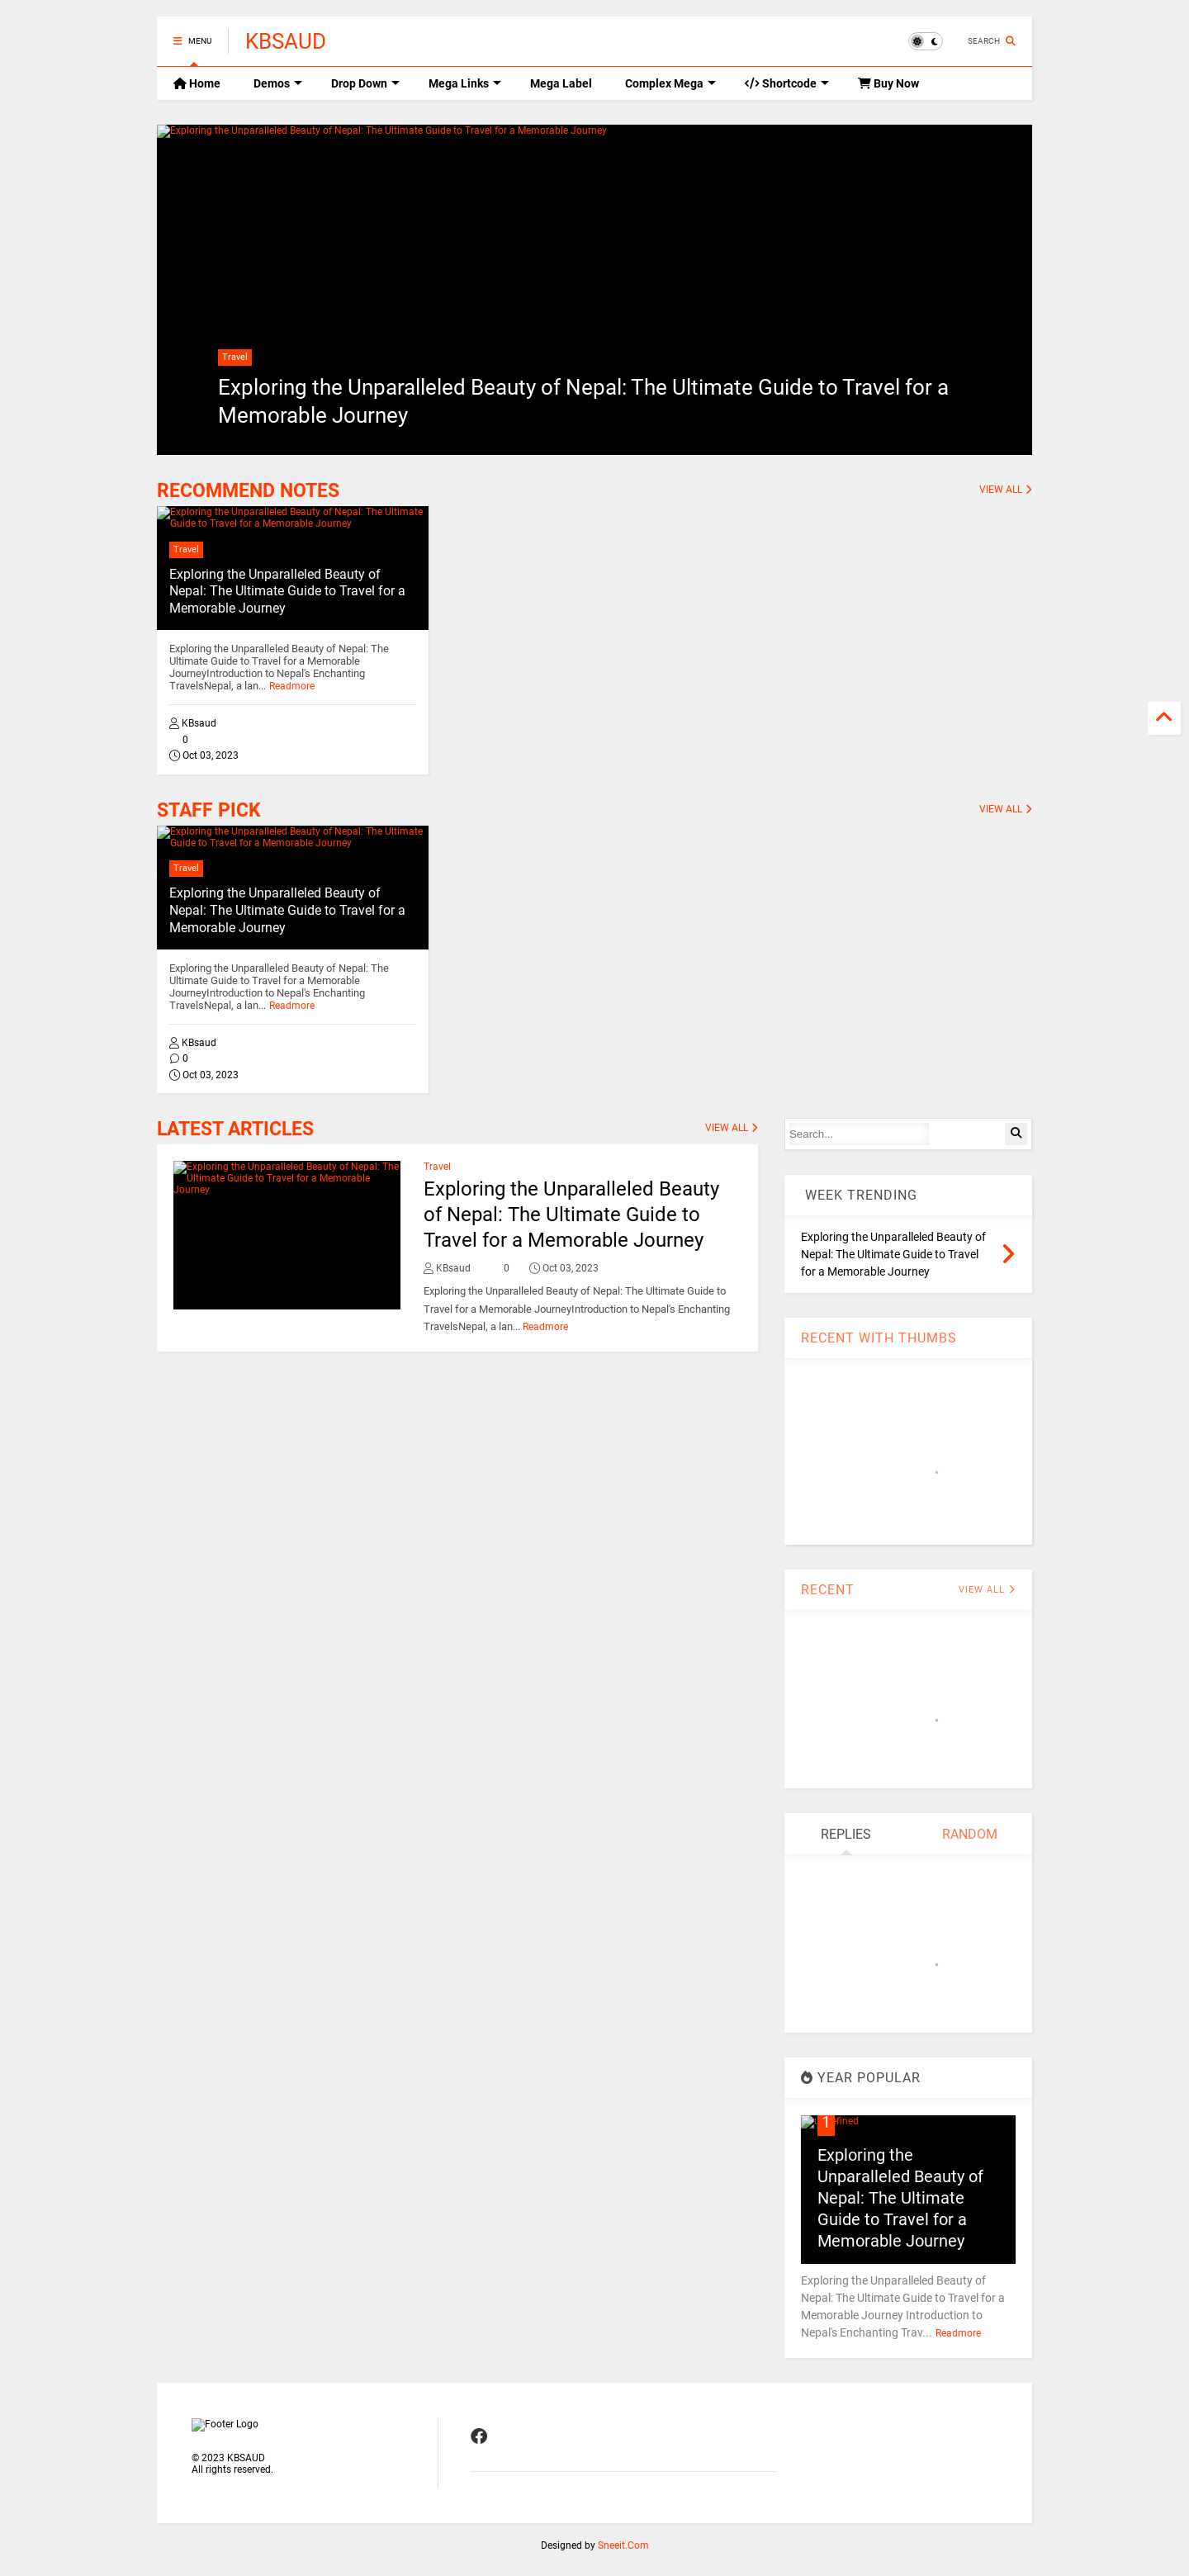 MENU
KBSAUD
SEARCH
Home
Demos
Drop Down
Mega Links
Mega Label
Complex Mega
Shortcode
Buy Now
Exploring the Unparalleled Beauty of Nepal: The Ultimate Guide to Travel for a Memorable Journey
Travel
Exploring the Unparalleled Beauty of Nepal: The Ultimate Guide to Travel for a
Memorable Journey
RECOMMEND NOTES
VIEW ALL
Exploring the Unparalleled Beauty of Nepal: The Ultimate
Guide to Travel for a Memorable Journey
Travel
Exploring the Unparalleled Beauty of
Nepal: The Ultimate Guide to Travel for a
Memorable Journey
Exploring the Unparalleled Beauty of Nepal: The
Ultimate Guide to Travel for a Memorable
JourneyIntroduction to Nepal's Enchanting
TravelsNepal, a lan... Readmore
KBsaud
0
Oct 03, 2023
STAFF PICK
VIEW ALL
Exploring the Unparalleled Beauty of Nepal: The Ultimate
Guide to Travel for a Memorable Journey
Travel
Exploring the Unparalleled Beauty of
Nepal: The Ultimate Guide to Travel for a
Memorable Journey
Exploring the Unparalleled Beauty of Nepal: The
Ultimate Guide to Travel for a Memorable
JourneyIntroduction to Nepal's Enchanting
TravelsNepal, a lan... Readmore
KBsaud
0
Oct 03, 2023
LATEST ARTICLES
VIEW ALL
Exploring the Unparalleled Beauty of Nepal: The
Ultimate Guide to Travel for a Memorable
Journey
Travel
Exploring the Unparalleled Beauty
of Nepal: The Ultimate Guide to
Travel for a Memorable Journey
KBsaud
0
Oct 03, 2023
Exploring the Unparalleled Beauty of Nepal: The Ultimate Guide to
Travel for a Memorable JourneyIntroduction to Nepal's Enchanting
TravelsNepal, a lan... Readmore
Search...
WEEK TRENDING
Exploring the Unparalleled Beauty of
Nepal: The Ultimate Guide to Travel
for a Memorable Journey
RECENT WITH THUMBS
RECENT
VIEW ALL
REPLIES
RANDOM
YEAR POPULAR
1
Exploring the
Unparalleled Beauty of
Nepal: The Ultimate
Guide to Travel for a
Memorable Journey
Exploring the Unparalleled Beauty of
Nepal: The Ultimate Guide to Travel for a
Memorable Journey Introduction to
Nepal's Enchanting Trav... Readmore
Footer Logo
© 2023 KBSAUD
All rights reserved.
Designed by Sneeit.Com